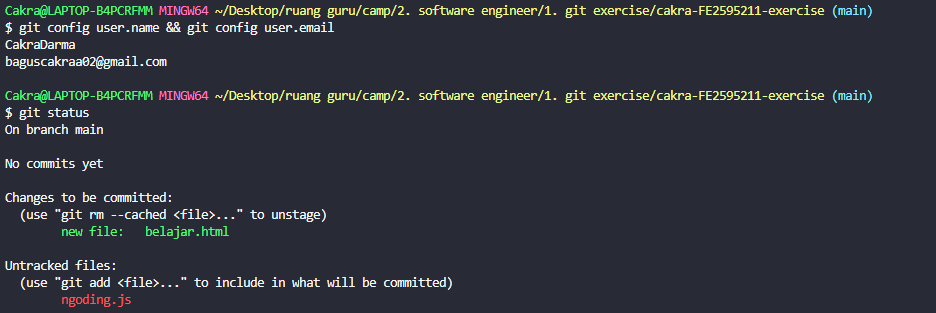 Cakra@LAPTOP-B4PCRFMM MINGW64 ~/Desktop/ruang guru/camp/2. software engineer/1. git exercise/cakra-FE2595211-exercise (main)
$ git config user.name && git config user.email
CakraDarma
baguscakraa02@gmail.com
Cakra@LAPTOP-B4PCRFMM MINGW64 ~/Desktop/ruang guru/camp/2. software engineer/1. git exercise/cakra-FE2595211-exercise (main)
$ git status
On branch main
No commits yet
Changes to be committed:
(use "git rm --cached <file>..." to unstage)
new file:   belajar.html
Untracked files:
(use "git add <file>..." to include in what will be committed)
ngoding.js